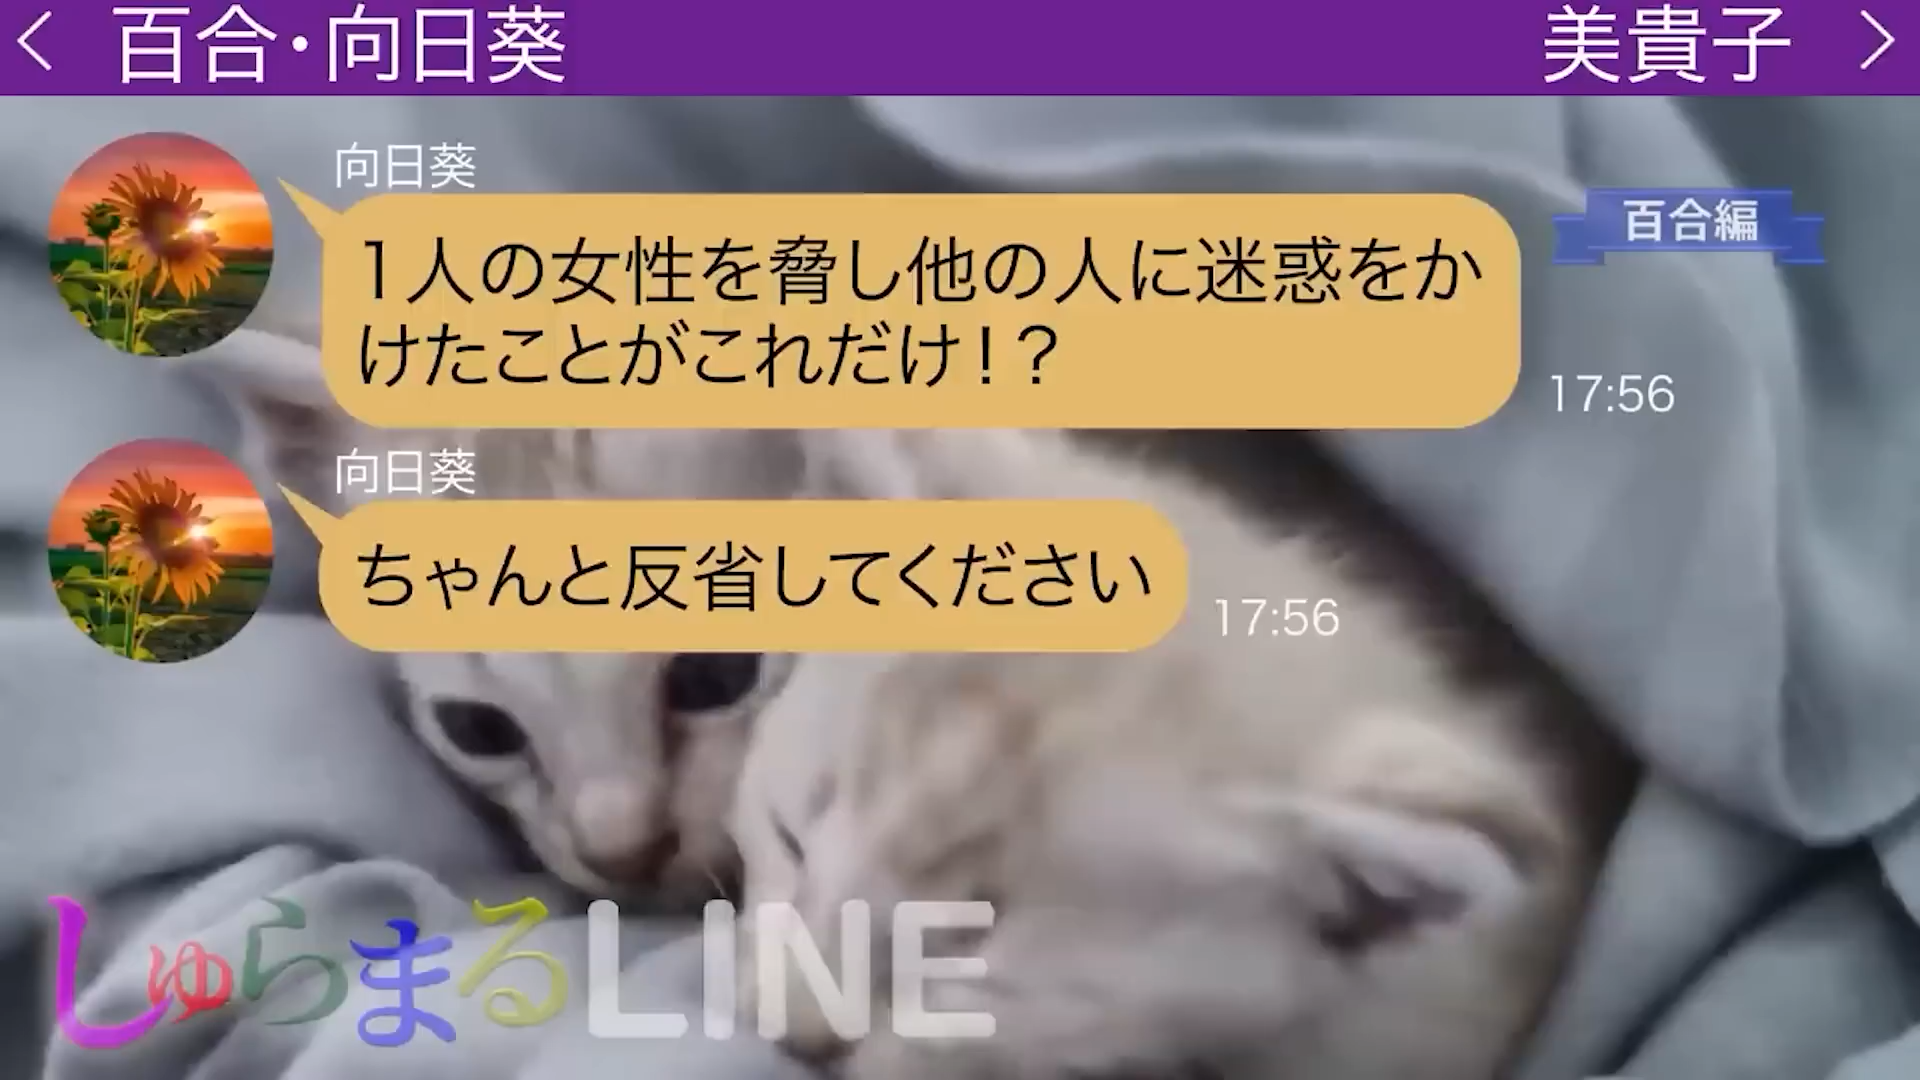 百合・向日葵
美貴子
向日葵
百合編
1人の女性を脅し他の人に迷惑をか
けたことがこれだけ！？
17:56
向日葵
ちゃんと反省してください
17:56
しゅらまるLINE